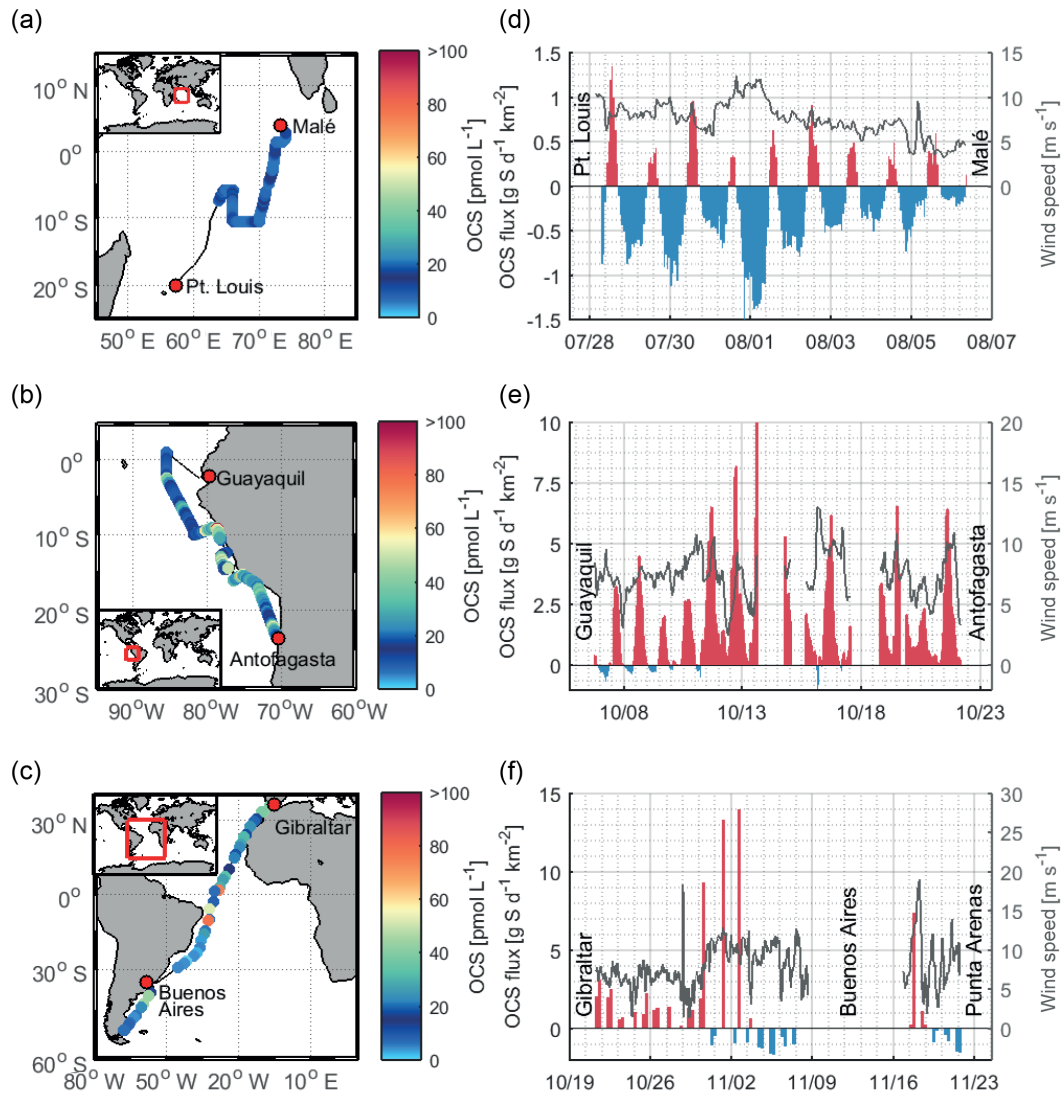 (a)
10° N
0°
10° S
20° S
50° E
60° E
70° E
80° E
Malé
Pt. Louis
>100
80
60
40
20
0
OCS [pmol L⁻¹]
(d)
1.5
1
0.5
0
-0.5
-1
-1.5
OCS flux [g S d⁻¹ km⁻²]
Pt. Louis
Malé
15
10
5
0
Wind speed [m s⁻¹]
07/28
07/30
08/01
08/03
08/05
08/07
(b)
0°
10° S
20° S
30° S
90°W
80°W
70°W
60°W
Guayaquil
Antofagasta
>100
80
60
40
20
0
OCS [pmol L⁻¹]
(e)
10
7.5
5
2.5
0
OCS flux [g S d⁻¹ km⁻²]
Guayaquil
Antofagasta
20
15
10
5
0
Wind speed [m s⁻¹]
10/08
10/13
10/18
10/23
(c)
30° N
0°
30° S
60° S
80° W
50° W
20° W
10° E
Gibraltar
Buenos
Aires
>100
80
60
40
20
0
OCS [pmol L⁻¹]
(f)
15
10
5
0
OCS flux [g S d⁻¹ km⁻²]
Gibraltar
Buenos Aires
Punta Arenas
30
25
20
15
10
5
0
Wind speed [m s⁻¹]
10/19
10/26
11/02
11/09
11/16
11/23